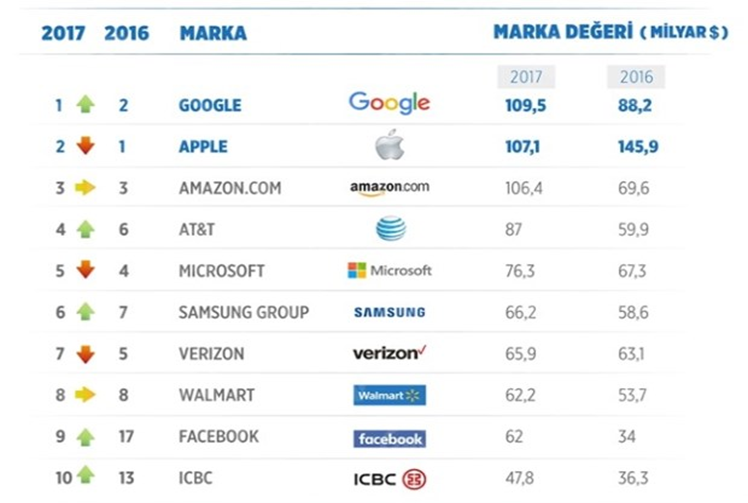 2017 2016 MARKA MARKA DEĞERİ ( MİLYAR $ )
2017 2016
1 2 GOOGLE Google 109,5 88,2
2 1 APPLE 107,1 145,9
3 3 AMAZON.COM amazon.com 106,4 69,6
4 6 AT&T 87 59,9
5 4 MICROSOFT Microsoft 76,3 67,3
6 7 SAMSUNG GROUP SAMSUNG 66,2 58,6
7 5 VERIZON verizon 65,9 63,1
8 8 WALMART Walmart 62,2 53,7
9 17 FACEBOOK facebook 62 34
10 13 ICBC ICBC 47,8 36,3